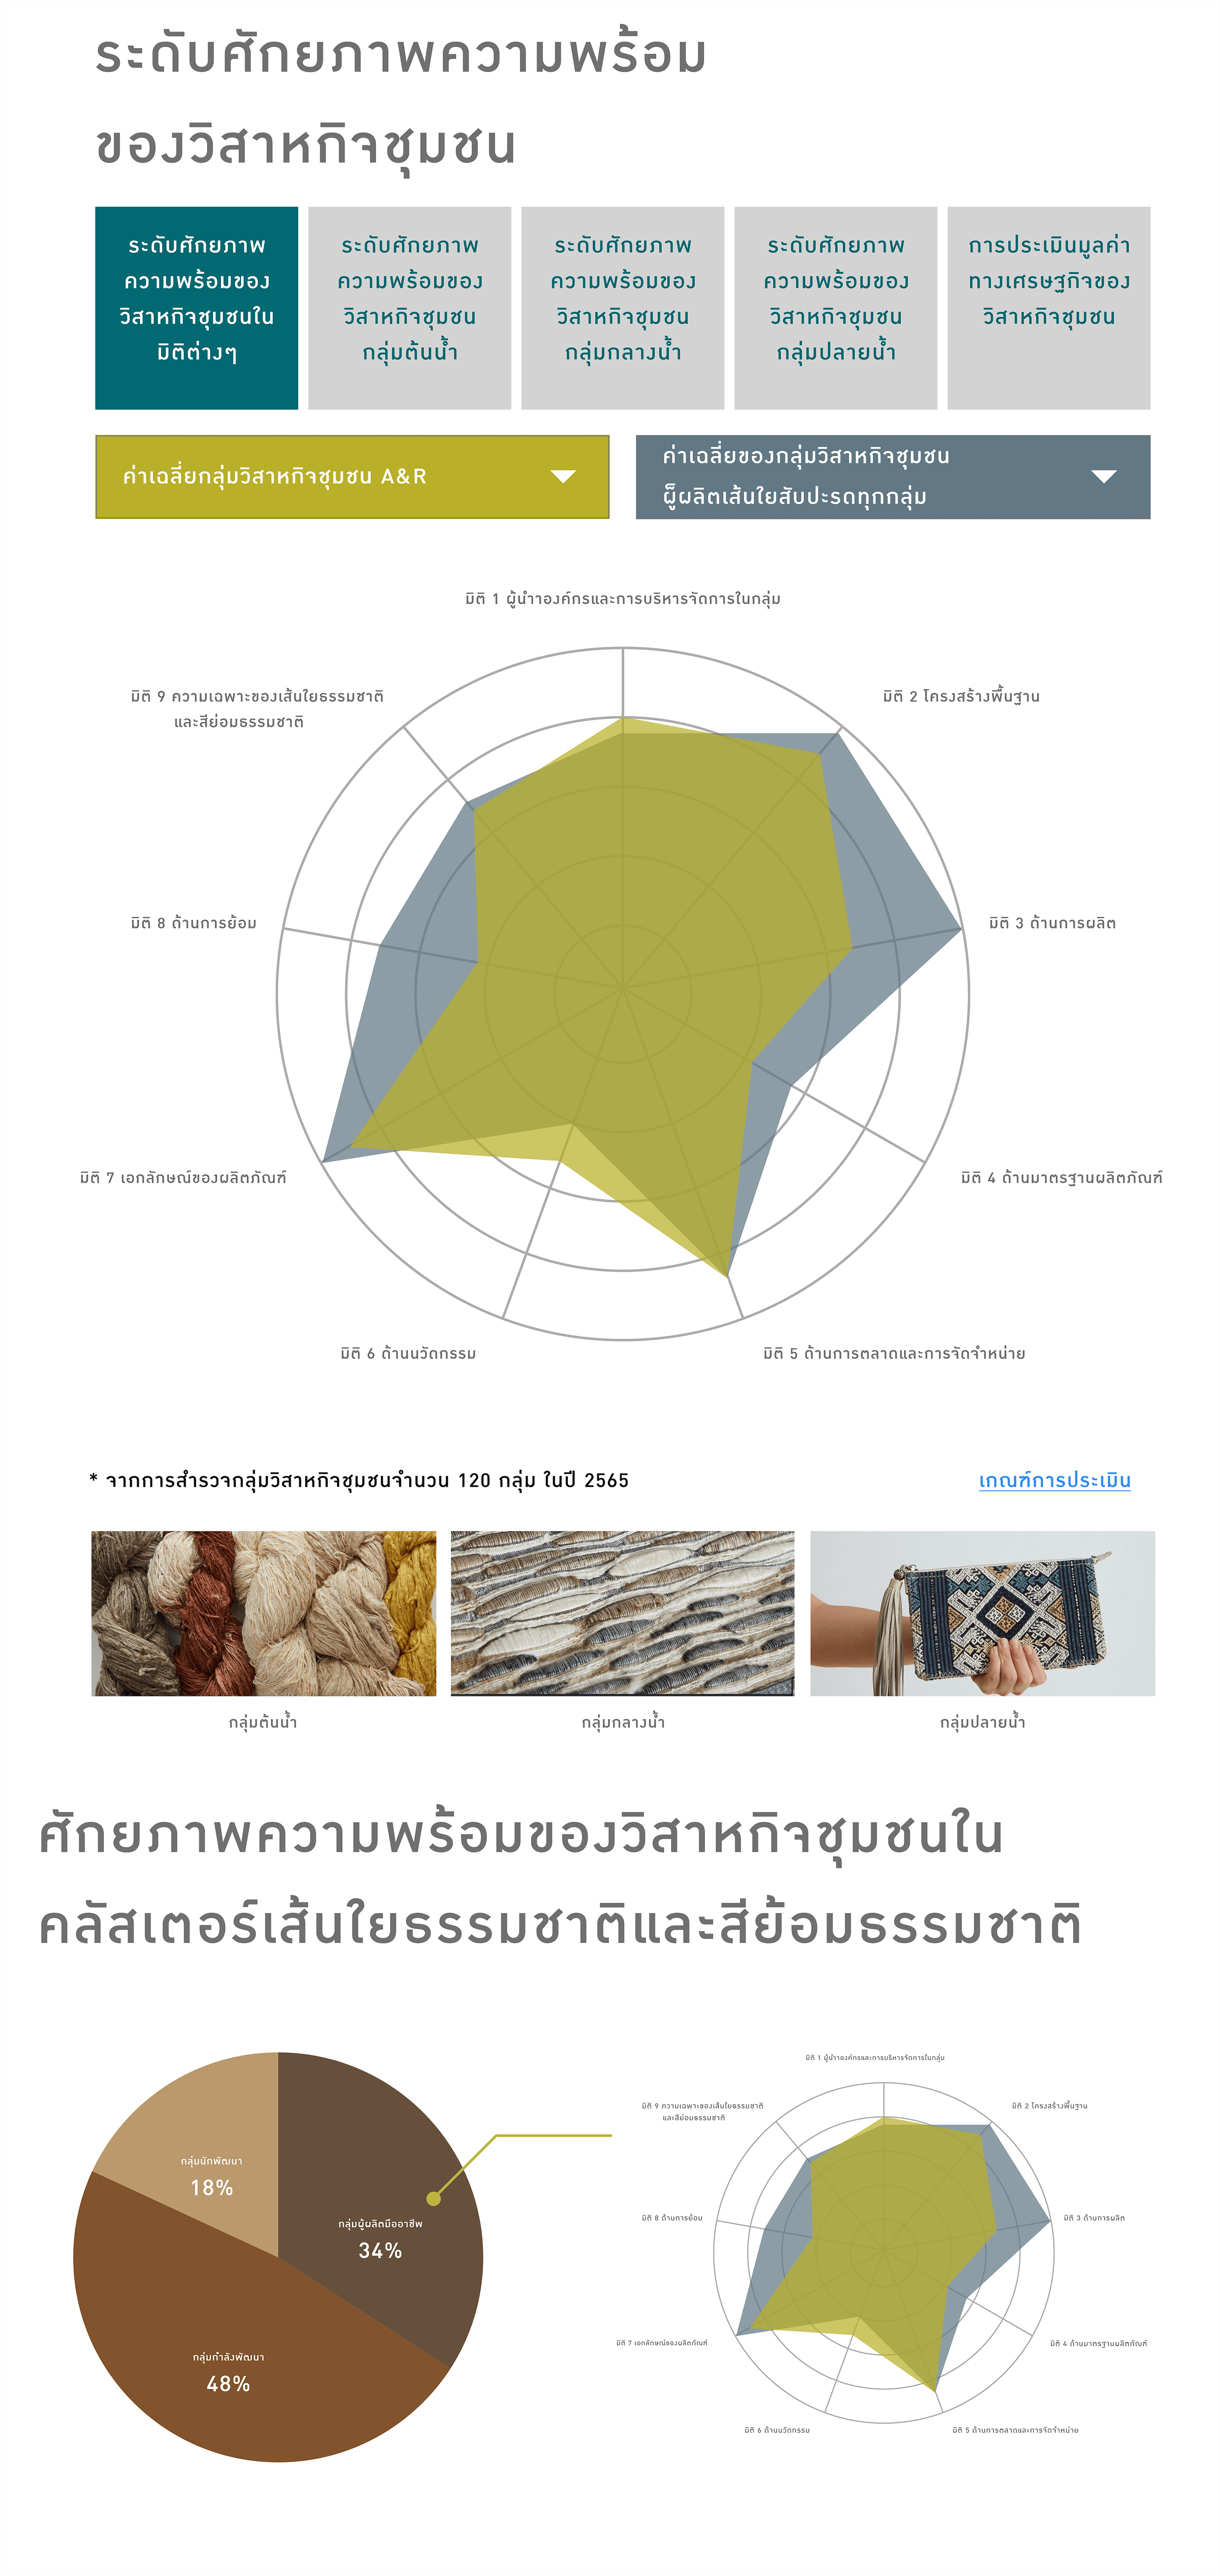 ระดับศักยภาพความพร้อม
ของวิสาหกิจชุมชน
ระดับศักยภาพ
ความพร้อมของ
วิสาหกิจชุมชนใน
มิติต่างๆ
ระดับศักยภาพ
ความพร้อมของ
วิสาหกิจชุมชน
กลุ่มต้นน้ำ
ระดับศักยภาพ
ความพร้อมของ
วิสาหกิจชุมชน
กลุ่มกลางน้ำ
ระดับศักยภาพ
ความพร้อมของ
วิสาหกิจชุมชน
กลุ่มปลายน้ำ
การประเมินมูลค่า
ทางเศรษฐกิจของ
วิสาหกิจชุมชน
ค่าเฉลี่ยกลุ่มวิสาหกิจชุมชน A&R
ค่าเฉลี่ยของกลุ่มวิสาหกิจชุมชน
ผู็ผลิตเส้นใยสับปะรดทุกกลุ่ม
มิติ 1 ผู้นำาองค์กรและการบริหารจัดการในกลุ่ม
มิติ 9 ความเฉพาะของเส้นใยธรรมชาติ
และสีย่อมธรรมชาติ
มิติ 2 โครงสร้างพื้นฐาน
มิติ 8 ด้านการย้อม
มิติ 3 ด้านการผลิต
มิติ 7 เอกลักษณ์ของผลิตภัณฑ์
มิติ 4 ด้านมาตรฐานผลิตภัณฑ์
มิติ 6 ด้านนวัดกรรม
มิติ 5 ด้านการตลาดและการจัดจำหน่าย
* จากการสำรวจกลุ่มวิสาหกิจชุมชนจำนวน 120 กลุ่ม ในปี 2565
เกณฑ์การประเมิน
กลุ่มต้นน้ำ
กลุ่มกลางน้ำ
กลุ่มปลายน้ำ
ศักยภาพความพร้อมของวิสาหกิจชุมชนใน
คลัสเตอร์เส้นใยธรรมชาติและสีย้อมธรรมชาติ
กลุ่มนักพัฒนา
18%
กลุ่มผู้ผลิตมืออาชีพ
34%
กลุ่มกำลังพัฒนา
48%
มิติ 1 ผู้นำาองค์กรและการบริหารจัดการในกลุ่ม
มิติ 9 ความเฉพาะของเส้นใยธรรมชาติ
และสีย่อมธรรมชาติ
มิติ 2 โครงสร้างพื้นฐาน
มิติ 8 ด้านการย้อม
มิติ 3 ด้านการผลิต
มิติ 7 เอกลักษณ์ของผลิตภัณฑ์
มิติ 4 ด้านมาตรฐานผลิตภัณฑ์
มิติ 6 ด้านนวัดกรรม
มิติ 5 ด้านการตลาดและการจัดจำหน่าย